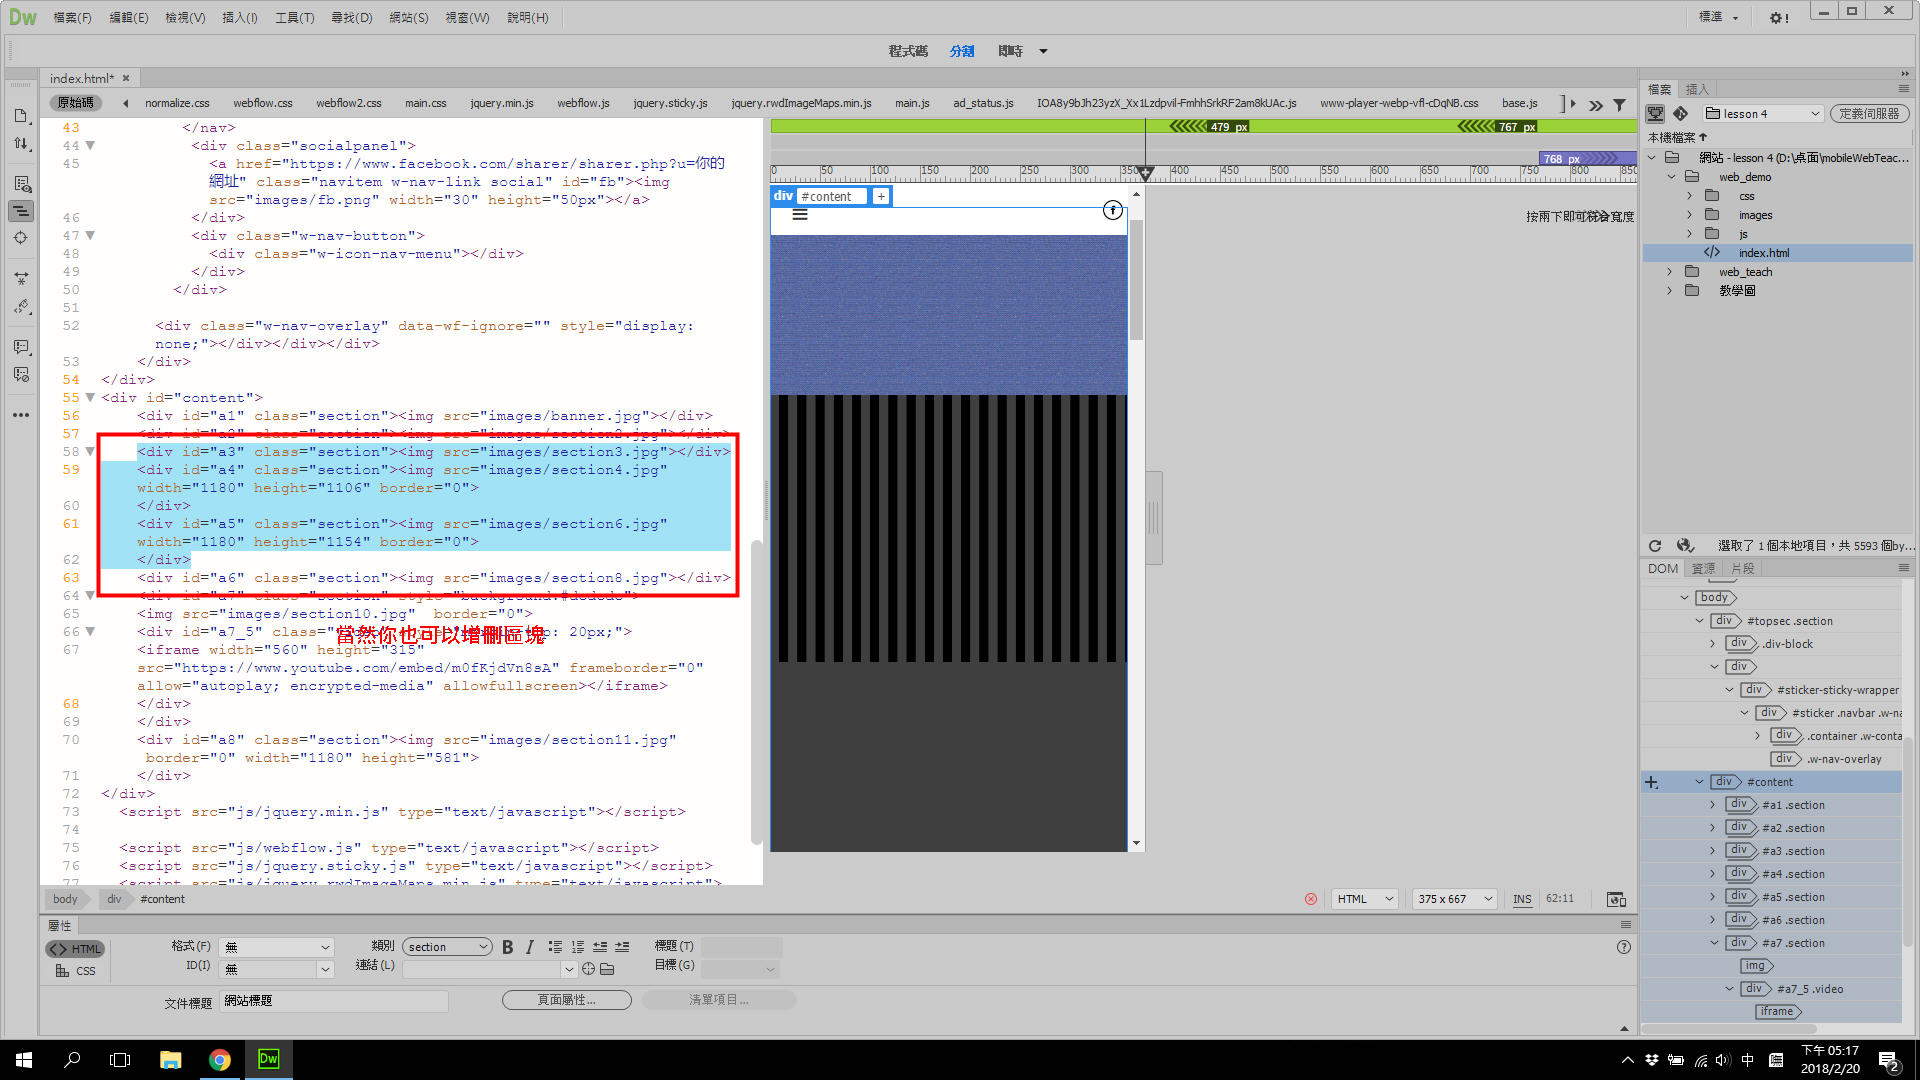 Dw 檔案(F) 編輯(E) 檢視(V) 插入(I) 工具(T) 尋找(D) 網站(S) 視窗(W) 說明(H) 標準
程式碼 分割 即時
index.html*
原始碼 normalize.css webflow.css webflow2.css main.css jquery.min.js webflow.js jquery.sticky.js jquery.rwdImageMaps.min.js main.js ad_status.js IOA8y9bJh23yzX_Xx1Lzdpvil-FmhhSrkRF2am8kUAc.js www-player-webp-vfl-cDqNB.css base.js
43 </nav>
44 <div class="socialpanel">
45 <a href="https://www.facebook.com/sharer/sharer.php?u=你的
網址" class="navitem w-nav-link social" id="fb"><img
src="images/fb.png" width="30" height="50px"></a>
46 </div>
47 <div class="w-nav-button">
48 <div class="w-icon-nav-menu"></div>
49 </div>
50 </div>
51
52 <div class="w-nav-overlay" data-wf-ignore="" style="display:
none;"></div></div></div>
53 </div>
54 </div>
55 <div id="content">
56 <div id="a1" class="section"><img src="images/banner.jpg"></div>
57 <div id="a2" class="section"><img src="images/section2.jpg"></div>
58 <div id="a3" class="section"><img src="images/section3.jpg"></div>
59 <div id="a4" class="section"><img src="images/section4.jpg"
width="1180" height="1106" border="0">
60 </div>
61 <div id="a5" class="section"><img src="images/section6.jpg"
width="1180" height="1154" border="0">
62 </div>
63 <div id="a6" class="section"><img src="images/section8.jpg"></div>
64 <div id="a7" class="section" style="background:#dcdcdc">
65 <img src="images/section10.jpg"  border="0">
66 <div id="a7_5" class= : 20px;">
當然你也可以增刪區塊
67 <iframe width="560" height="315"
src="https://www.youtube.com/embed/m0fKjdVn8sA" frameborder="0"
allow="autoplay; encrypted-media" allowfullscreen></iframe>
68 </div>
69 </div>
70 <div id="a8" class="section"><img src="images/section11.jpg"
border="0" width="1180" height="581">
71 </div>
72 </div>
73 <script src="js/jquery.min.js" type="text/javascript"></script>
74
75 <script src="js/webflow.js" type="text/javascript"></script>
76 <script src="js/jquery.sticky.js" type="text/javascript"></script>
77 <script src="js/jquery.rwdImageMaps.min.js" type="text/javascript">
479 px 767 px
768 px
0 50 100 150 200 250 300 350 400 450 500 550 600 650 700 750 800 850
div #content +
f
按兩下即可
body div #content
HTML 375 x 667 INS 62:11
屬性
HTML 格式(F) 無 類別 section B I 標題(T)
CSS ID(I) 無 連結(L) 目標(G)
文件標題 網站標題 頁面屬性... 清單項目...
檔案 插入
lesson 4 定義伺服器
本機檔案
網站 - lesson 4 (D:\桌面\mobileWebTeac...
web_demo
css
images
js
index.html
web_teach
教學圖
選取了 1 個本地項目，共 5593 個by...
DOM 資源 片段
body
div #topsec .section
div .div-block
div
div #sticker-sticky-wrapper
div #sticker .navbar .w-na
div .container .w-conta
div .w-nav-overlay
div #content
div #a1 .section
div #a2 .section
div #a3 .section
div #a4 .section
div #a5 .section
div #a6 .section
div #a7 .section
img
div #a7_5 .video
iframe
Dw 中 下午 05:17
2018/2/20 2